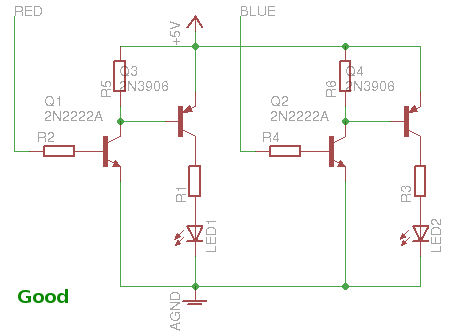 RED
+5V
BLUE
R5
Q3
2N3906
R6
Q4
2N3906
Q1
2N2222A
Q2
2N2222A
R2
R4
R1
R3
LED1
LED2
Good
AGND